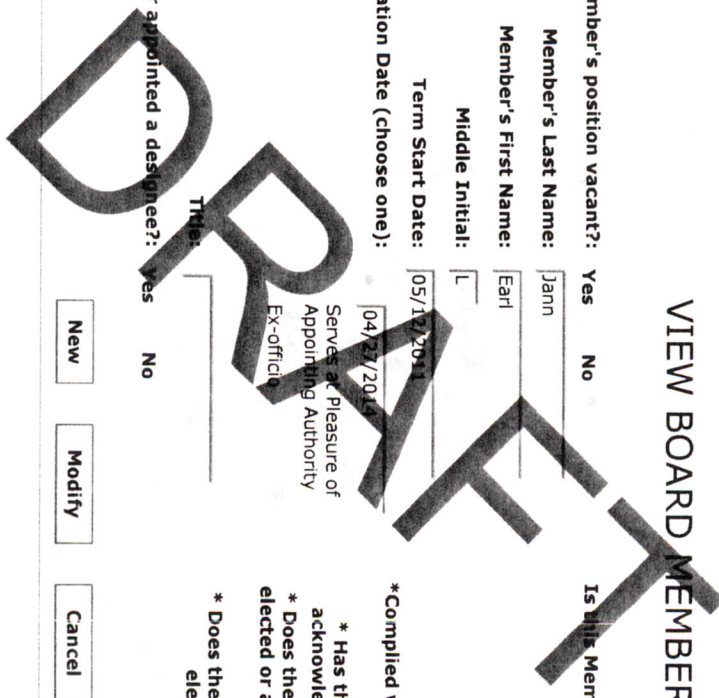 VIEW BOARD MEMBER
mber's position vacant?: Yes No
Is this Mem
Member's Last Name: Jann
Member's First Name: Earl
Middle Initial: L
Term Start Date: 05/12/2011
ation Date (choose one): 04/27/2014
Serves at Pleasure of
Appointing Authority
Ex-officio
Title:
r appointed a designee?: Yes No
*Complied w
* Has th
acknowle
* Does the
elected or a
* Does the
ele
New Modify Cancel
DRAFT